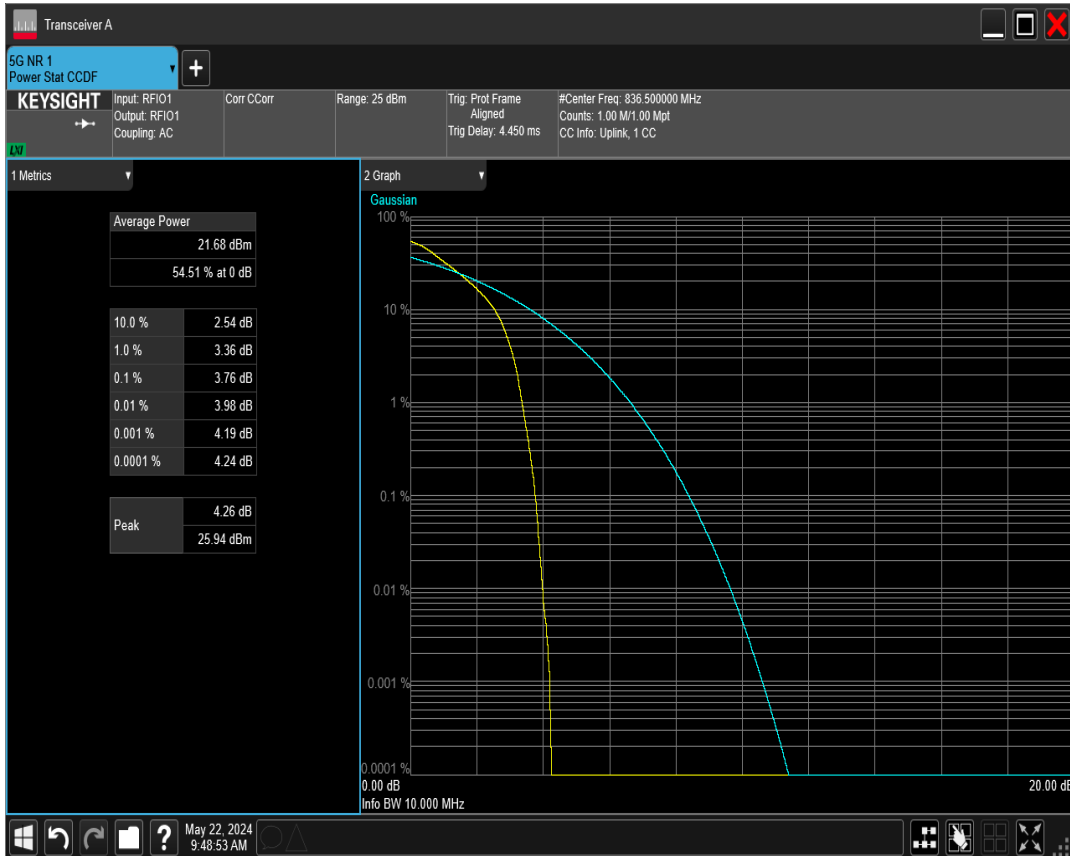 Transceiver A
5G NR 1
Power Stat CCDF
KEYSIGHT
LXI
Input: RFIO1
Output: RFIO1
Coupling: AC
Corr CCorr
Range: 25 dBm
Trig: Prot Frame
Aligned
Trig Delay: 4.450 ms
#Center Freq: 836.500000 MHz
Counts: 1.00 M/1.00 Mpt
CC Info: Uplink, 1 CC
1 Metrics
Average Power
21.68 dBm
54.51 % at 0 dB
10.0 % 2.54 dB
1.0 % 3.36 dB
0.1 % 3.76 dB
0.01 % 3.98 dB
0.001 % 4.19 dB
0.0001 % 4.24 dB
Peak
4.26 dB
25.94 dBm
2 Graph
Gaussian
100 %
10 %
1 %
0.1 %
0.01 %
0.001 %
0.0001 %
0.00 dB
20.00 dB
Info BW 10.000 MHz
?
May 22, 2024
9:48:53 AM